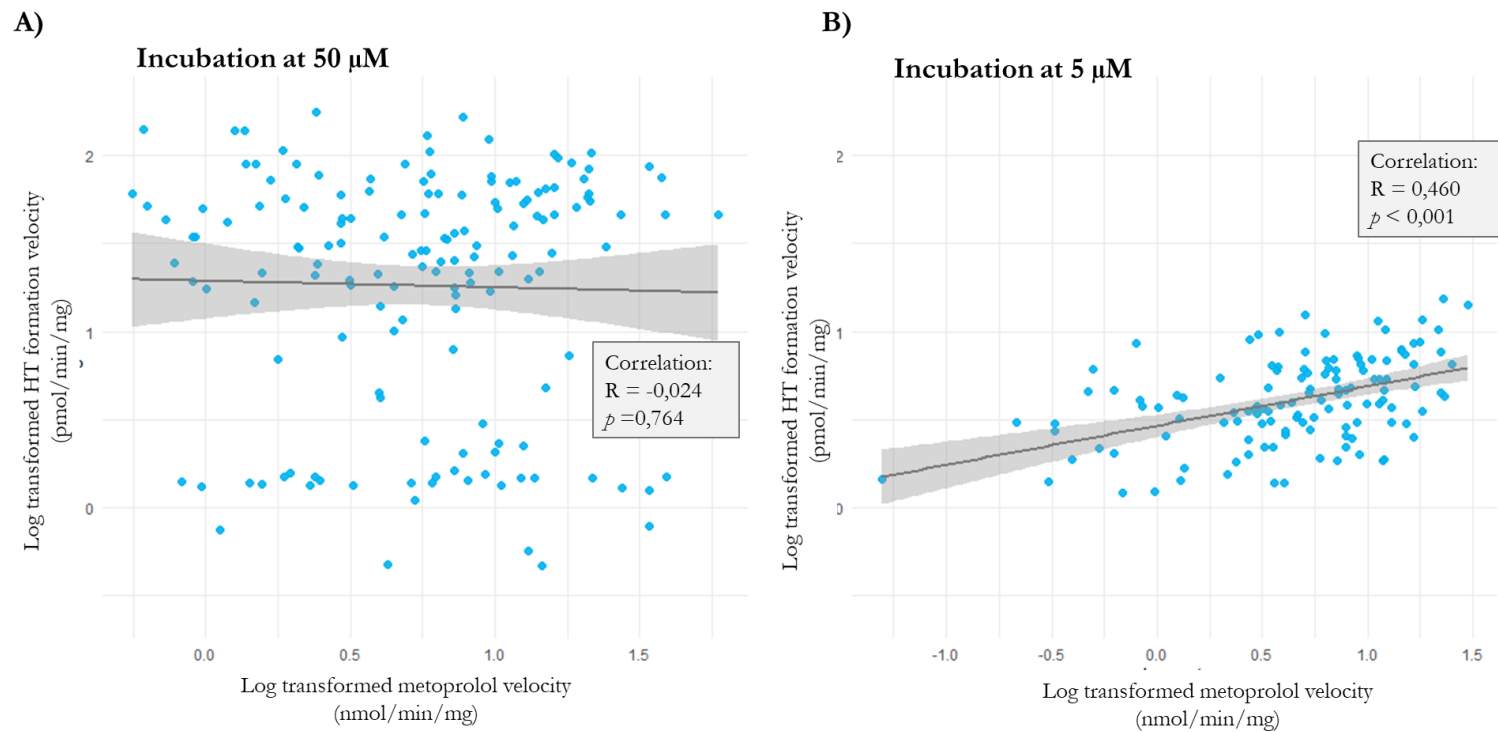 A)
Incubation at 50 µM
Log transformed HT formation velocity
(pmol/min/mg)
2
1
0
Correlation:
R = -0,024
p =0,764
0.0
0.5
1.0
1.5
Log transformed metoprolol velocity
(nmol/min/mg)
B)
Incubation at 5 µM
Log transformed HT formation velocity
(pmol/min/mg)
2
1
0
Correlation:
R = 0,460
p < 0,001
-1.0
-0.5
0.0
0.5
1.0
1.5
Log transformed metoprolol velocity
(nmol/min/mg)